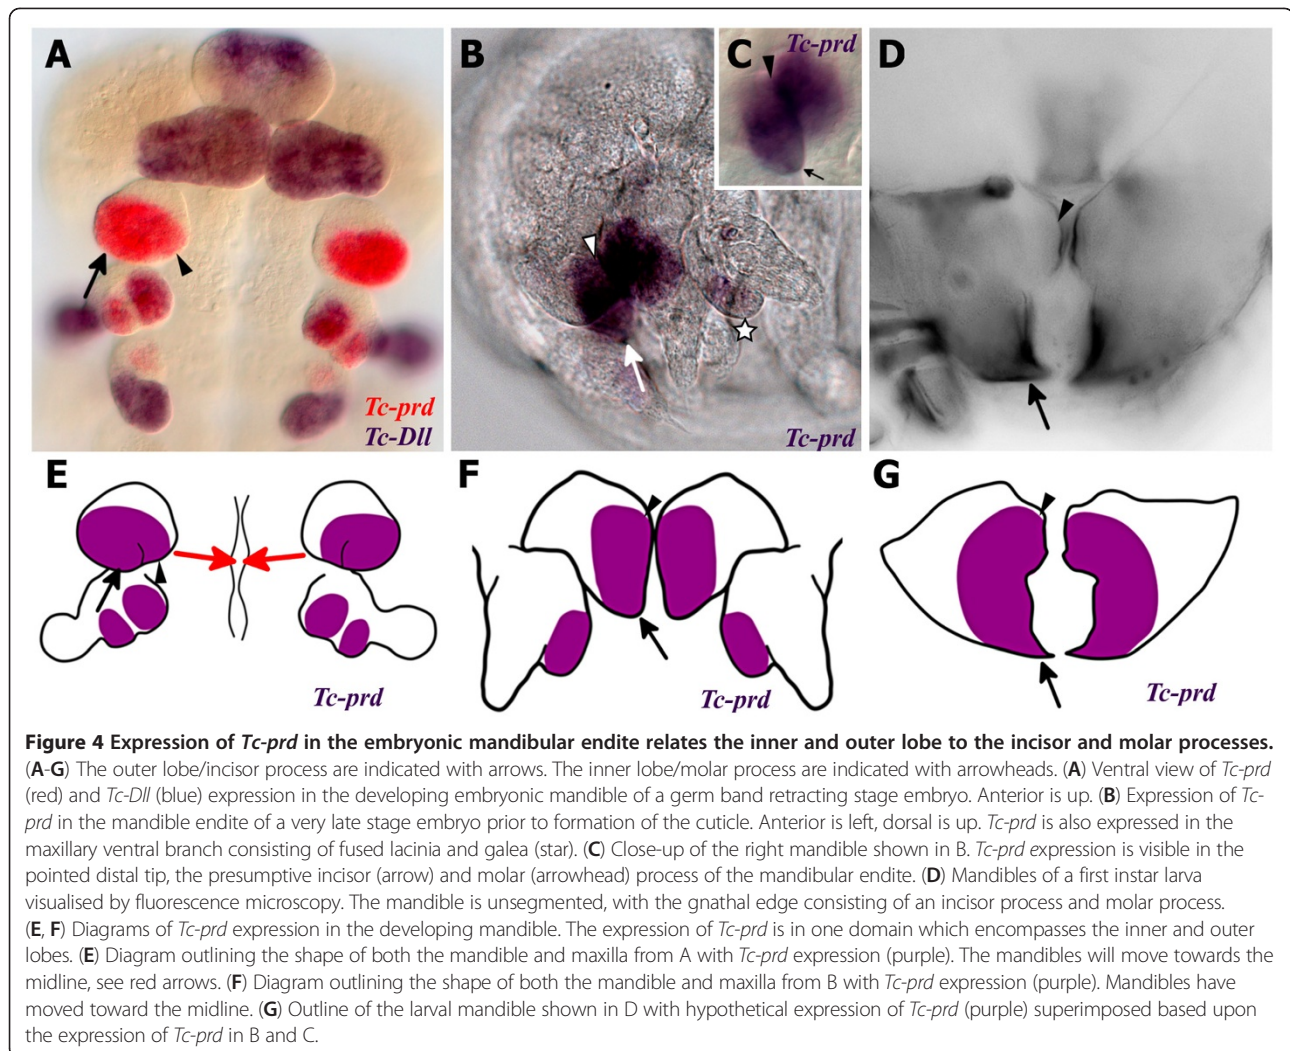 A
B
C
Tc-prd
D
Tc-prd
Tc-Dll
Tc-prd
E
F
G
Tc-prd
Tc-prd
Tc-prd
Figure 4 Expression of Tc-prd in the embryonic mandibular endite relates the inner and outer lobe to the incisor and molar processes.
(A-G) The outer lobe/incisor process are indicated with arrows. The inner lobe/molar process are indicated with arrowheads. (A) Ventral view of Tc-prd
(red) and Tc-Dll (blue) expression in the developing embryonic mandible of a germ band retracting stage embryo. Anterior is up. (B) Expression of Tc-
prd in the mandible endite of a very late stage embryo prior to formation of the cuticle. Anterior is left, dorsal is up. Tc-prd is also expressed in the
maxillary ventral branch consisting of fused lacinia and galea (star). (C) Close-up of the right mandible shown in B. Tc-prd expression is visible in the
pointed distal tip, the presumptive incisor (arrow) and molar (arrowhead) process of the mandibular endite. (D) Mandibles of a first instar larva
visualised by fluorescence microscopy. The mandible is unsegmented, with the gnathal edge consisting of an incisor process and molar process.
(E, F) Diagrams of Tc-prd expression in the developing mandible. The expression of Tc-prd is in one domain which encompasses the inner and outer
lobes. (E) Diagram outlining the shape of both the mandible and maxilla from A with Tc-prd expression (purple). The mandibles will move towards the
midline, see red arrows. (F) Diagram outlining the shape of both the mandible and maxilla from B with Tc-prd expression (purple). Mandibles have
moved toward the midline. (G) Outline of the larval mandible shown in D with hypothetical expression of Tc-prd (purple) superimposed based upon
the expression of Tc-prd in B and C.